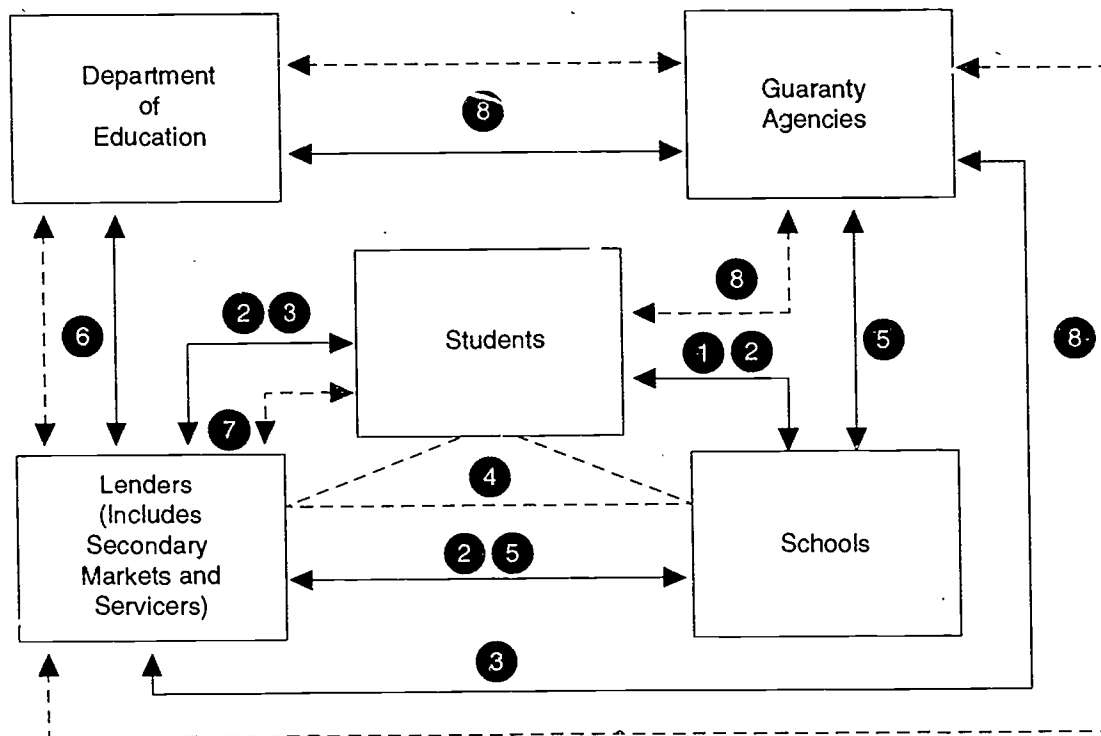 Department
of
Education
Guaranty
Agencies
8
Students
2 3
8
1 2
6
5
8
7
Lenders
(Includes
Secondary
Markets and
Servicers)
4
Schools
2 5
3